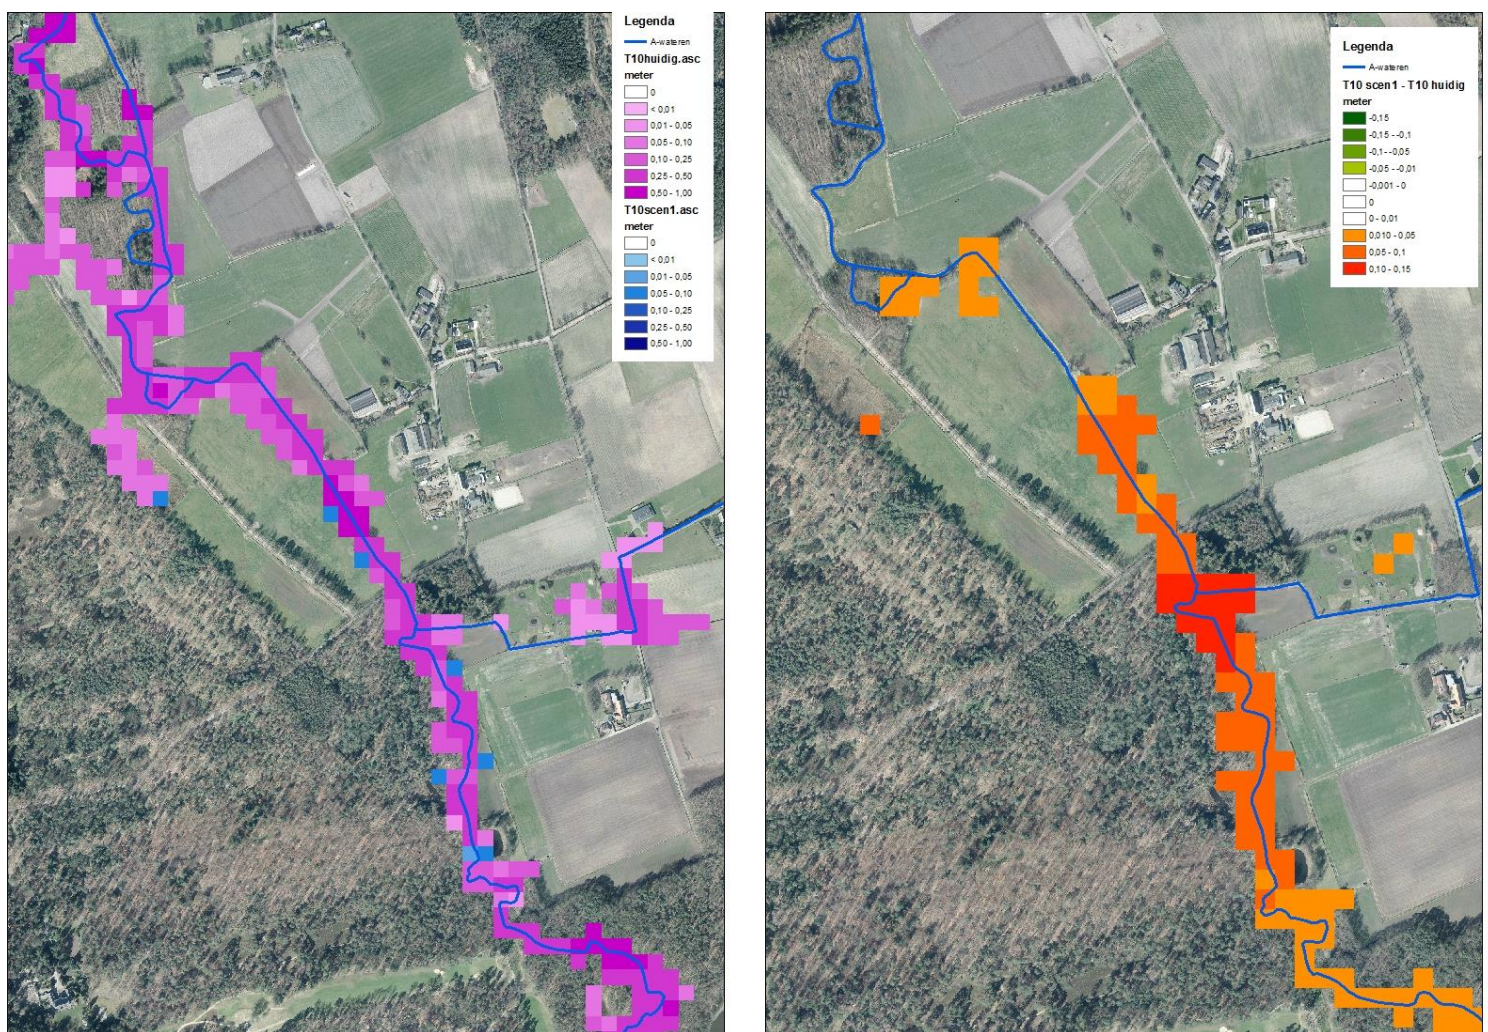 Legenda
A-wateren
T10huidig.asc
meter
0
< 0,01
0,01 - 0,05
0,05 - 0,10
0,10 - 0,25
0,25 - 0,50
0,50 - 1,00
T10scen1.asc
meter
0
< 0,01
0,01 - 0,05
0,05 - 0,10
0,10 - 0,25
0,25 - 0,50
0,50 - 1,00
Legenda
A-wateren
T10 scen1 - T10 huidig
meter
-0,15
-0,15 - -0,1
-0,1 - -0,05
-0,05 - -0,01
-0,001 - 0
0
0 - 0,01
0,010 - 0,05
0,05 - 0,1
0,10 - 0,15